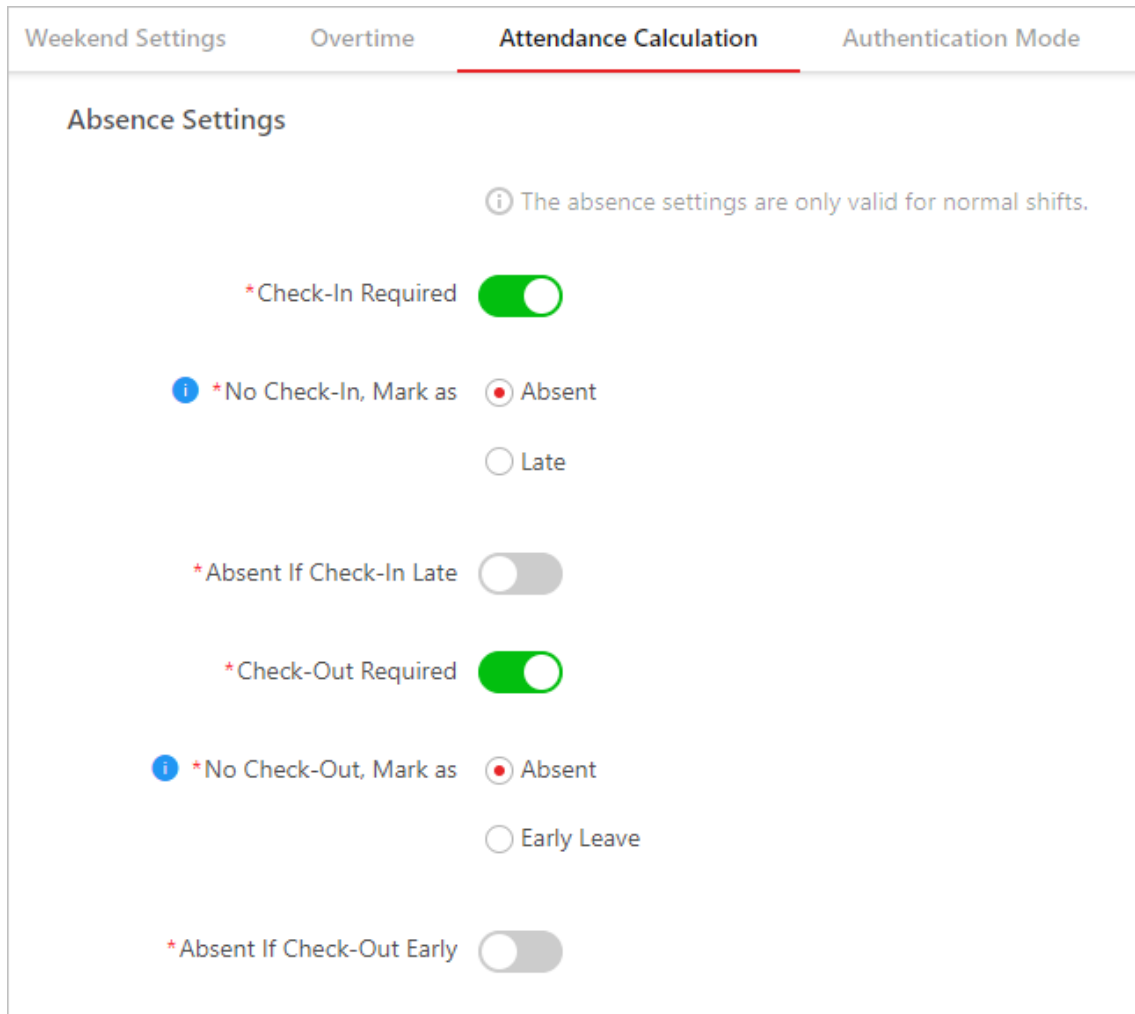 Weekend Settings Overtime Attendance Calculation Authentication Mode
Absence Settings
The absence settings are only valid for normal shifts.
*Check-In Required
*No Check-In, Mark as Absent
Late
*Absent If Check-In Late
*Check-Out Required
*No Check-Out, Mark as Absent
Early Leave
*Absent If Check-Out Early